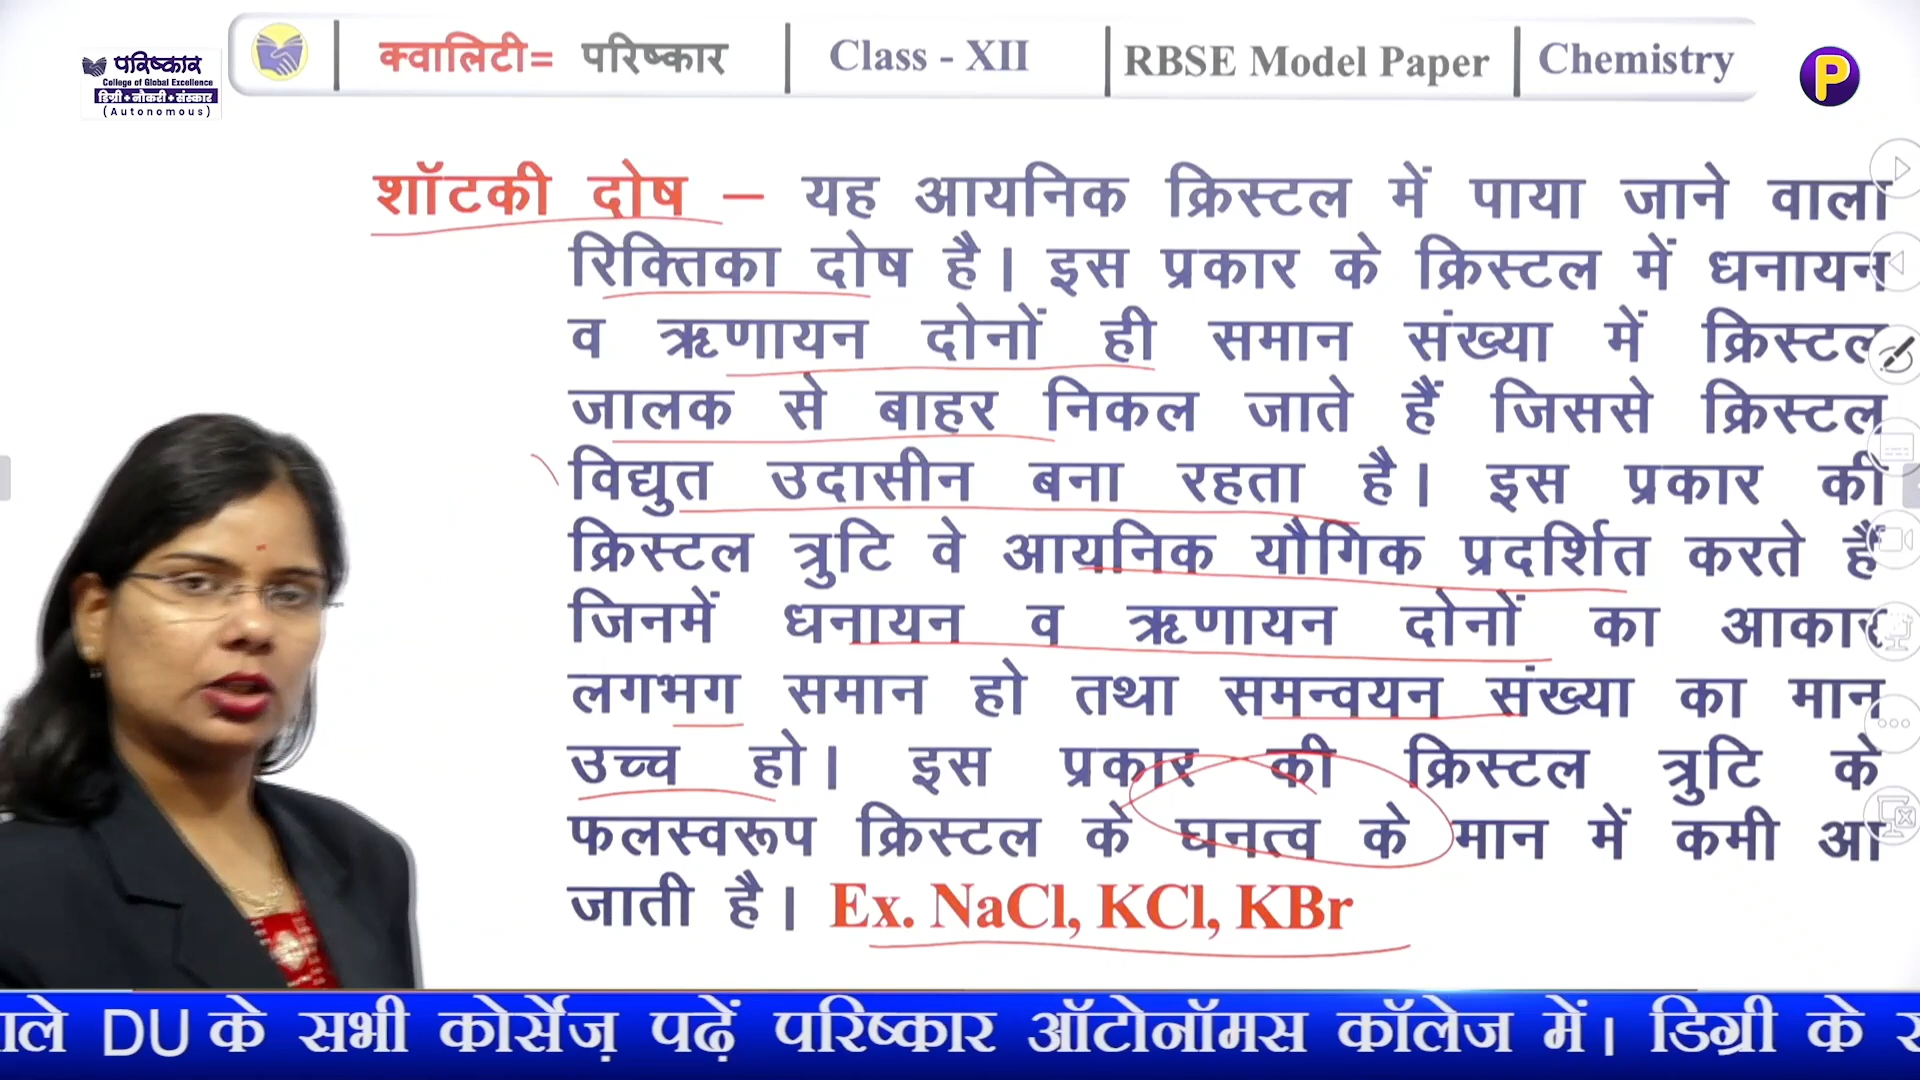 परिष्कार
College of Global Excellence
डिग्री + नौकरी + संस्कार
(Autonomous)
क्वालिटी= परिष्कार
Class - XII
RBSE Model Paper
Chemistry
P
शॉटकी दोष – यह आयनिक क्रिस्टल में पाया जाने वाला
रिक्तिका दोष है। इस प्रकार के क्रिस्टल में धनायन
व ऋणायन दोनों ही समान संख्या में क्रिस्टल
जालक से बाहर निकल जाते हैं जिससे क्रिस्टल
विद्युत उदासीन बना रहता है। इस प्रकार की
क्रिस्टल त्रुटि वे आयनिक यौगिक प्रदर्शित करते हैं
जिनमें धनायन व ऋणायन दोनों का आकार
लगभग समान हो तथा समन्वयन संख्या का मान
उच्च हो। इस प्रकार की क्रिस्टल त्रुटि के
फलस्वरूप क्रिस्टल के घनत्व के मान में कमी आ
जाती है। Ex. NaCl, KCl, KBr
DU के सभी कोर्सेज़ पढ़ें परिष्कार ऑटोनॉमस कॉलेज में। डिग्री के